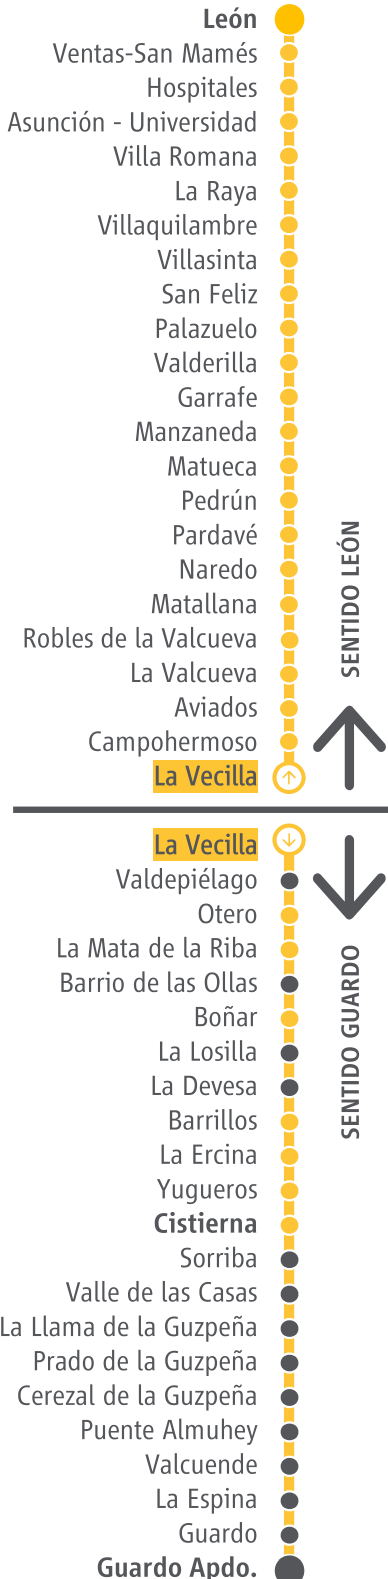 León
Ventas-San Mamés
Hospitales
Asunción - Universidad
Villa Romana
La Raya
Villaquilambre
Villasinta
San Feliz
Palazuelo
Valderilla
Garrafe
Manzaneda
Matueca
Pedrún
Pardavé
Naredo
Matallana
Robles de la Valcueva
La Valcueva
Aviados
Campohermoso
La Vecilla
SENTIDO LEÓN
La Vecilla
Valdepiélago
Otero
La Mata de la Riba
Barrio de las Ollas
Boñar
La Losilla
La Devesa
Barrillos
La Ercina
Yugueros
Cistierna
Sorriba
Valle de las Casas
La Llama de la Guzpeña
Prado de la Guzpeña
Cerezal de la Guzpeña
Puente Almuhey
Valcuende
La Espina
Guardo
Guardo Apdo.
SENTIDO GUARDO